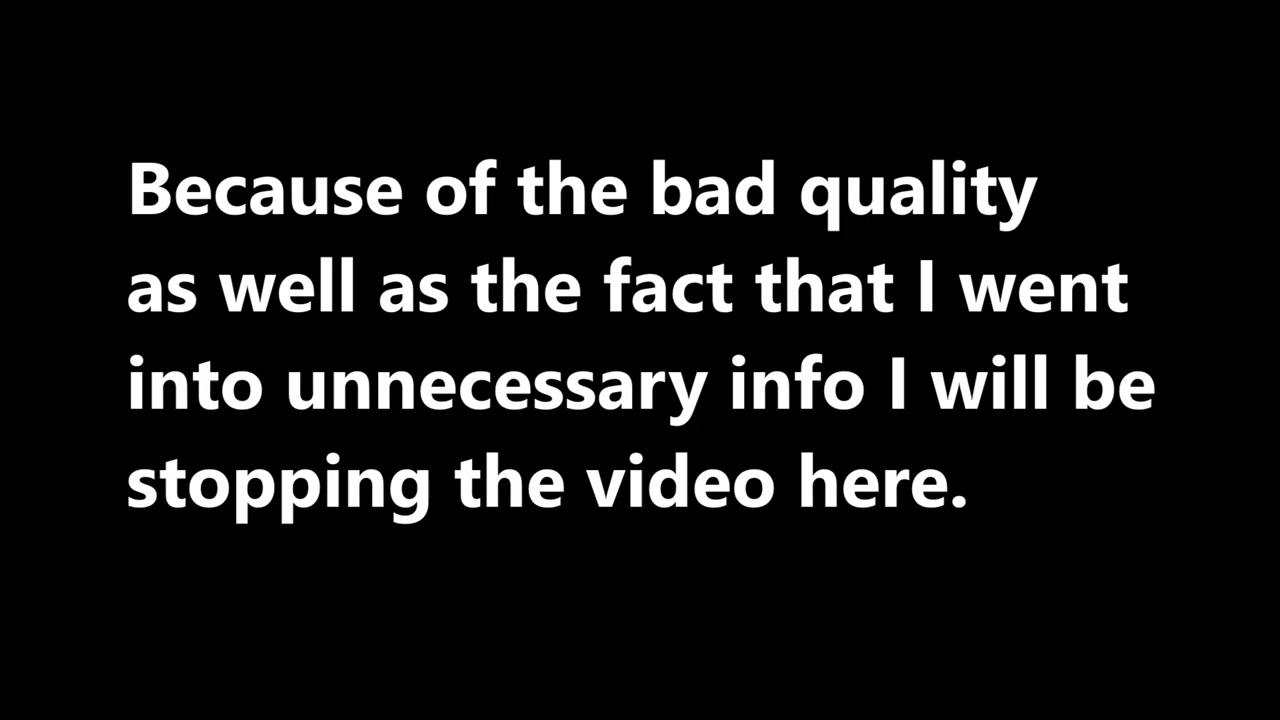 Because of the bad quality
as well as the fact that I went
into unnecessary info I will be
stopping the video here.